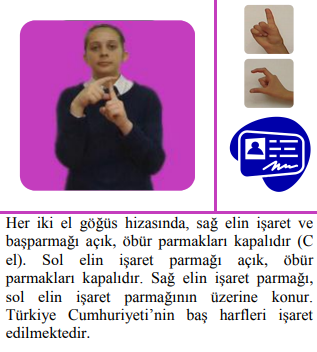 Her iki el göğüs hizasında, sağ elin işaret ve
başparmağı açık, öbür parmakları kapalıdır (C
el). Sol elin işaret parmağı açık, öbür
parmakları kapalıdır. Sağ elin işaret parmağı,
sol elin işaret parmağının üzerine konur.
Türkiye Cumhuriyeti’nin baş harfleri işaret
edilmektedir.